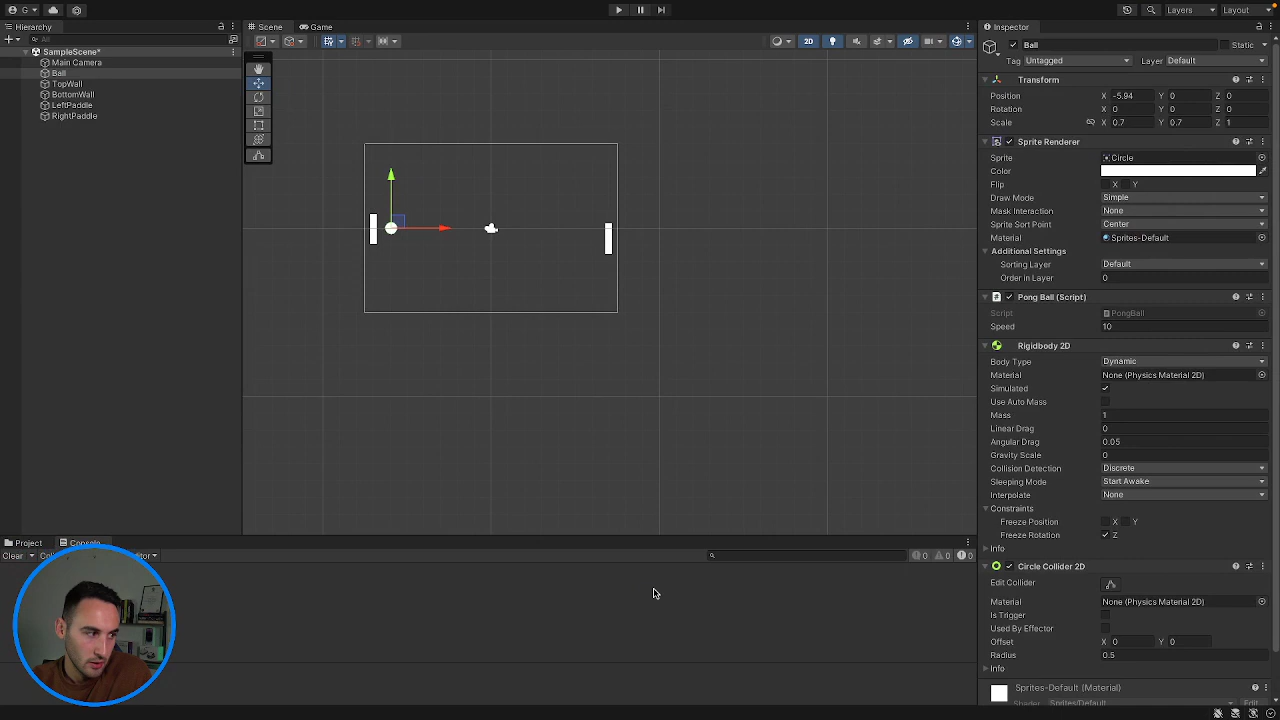 G
Layers
Layout
Hierarchy
Scene
Game
Inspector
All
2D
Ball
Static
SampleScene*
Tag Untagged
Layer Default
Main Camera
Ball
TopWall
BottomWall
LeftPaddle
RightPaddle
Transform
Position X -5.94 Y 0 Z 0
Rotation X 0 Y 0 Z 0
Scale X 0.7 Y 0.7 Z 1
Sprite Renderer
Sprite Circle
Color
Flip X Y
Draw Mode Simple
Mask Interaction None
Sprite Sort Point Center
Material Sprites-Default
Additional Settings
Sorting Layer Default
Order in Layer 0
Pong Ball (Script)
Script PongBall
Speed 10
Rigidbody 2D
Body Type Dynamic
Material None (Physics Material 2D)
Simulated
Use Auto Mass
Mass 1
Linear Drag 0
Angular Drag 0.05
Gravity Scale 0
Collision Detection Discrete
Sleeping Mode Start Awake
Interpolate None
Constraints
Freeze Position X Y
Freeze Rotation Z
Info
Circle Collider 2D
Edit Collider
Material None (Physics Material 2D)
Is Trigger
Used By Effector
Offset X 0 Y 0
Radius 0.5
Info
Sprites-Default (Material)
Shader Sprites/Default
Project
Console
Clear
0 0 0